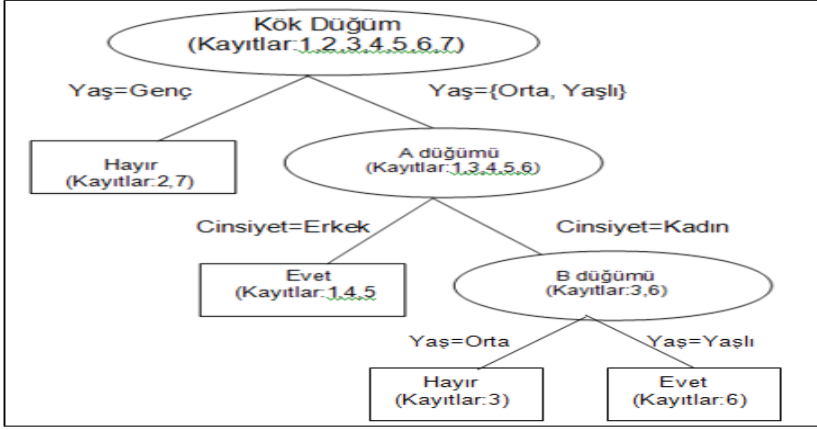 Kök Düğüm
(Kayıtlar:1,2,3,4,5,6,7)
Yaş=Genç
Yaş={Orta, Yaşlı}
Hayır
(Kayıtlar:2,7)
A düğümü
(Kayıtlar:1,3,4,5,6)
Cinsiyet=Erkek
Cinsiyet=Kadın
Evet
(Kayıtlar:1,4,5
B düğümü
(Kayıtlar:3,6)
Yaş=Orta
Yaş=Yaşlı
Hayır
(Kayıtlar:3)
Evet
(Kayıtlar:6)